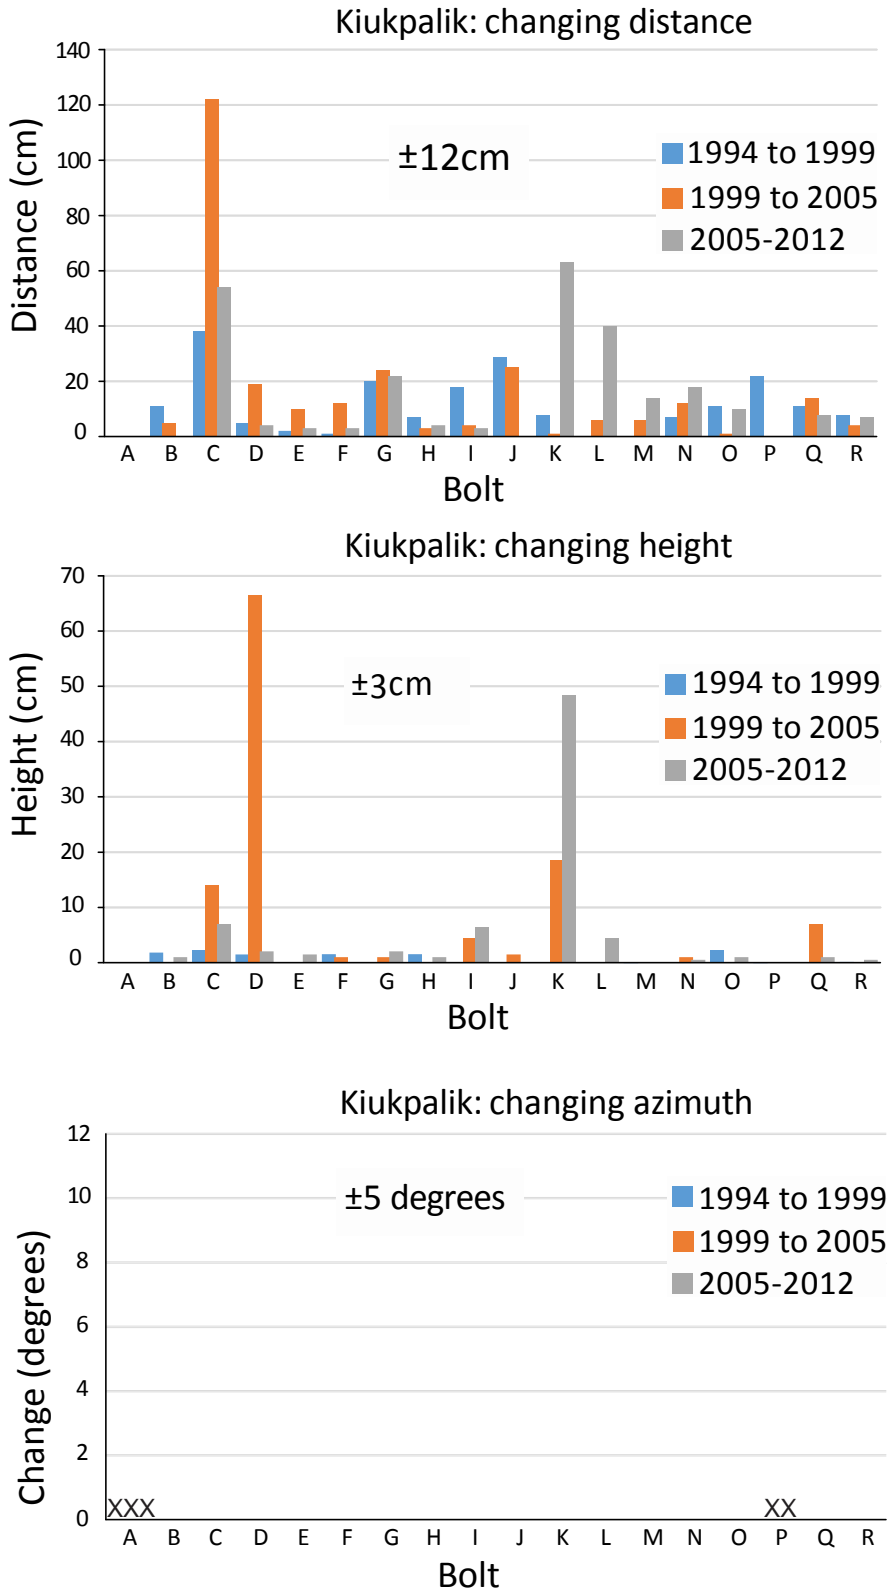 Kiukpalik: changing distance
140
120
100
80
60
40
20
0
Distance (cm)
±12cm
1994 to 1999
1999 to 2005
2005-2012
A B C D E F G H I J K L M N O P Q R
Bolt
Kiukpalik: changing height
70
60
50
40
30
20
10
0
Height (cm)
±3cm
1994 to 1999
1999 to 2005
2005-2012
A B C D E F G H I J K L M N O P Q R
Bolt
Kiukpalik: changing azimuth
12
10
8
6
4
2
0
Change (degrees)
±5 degrees
1994 to 1999
1999 to 2005
2005-2012
XXX XX
A B C D E F G H I J K L M N O P Q R
Bolt